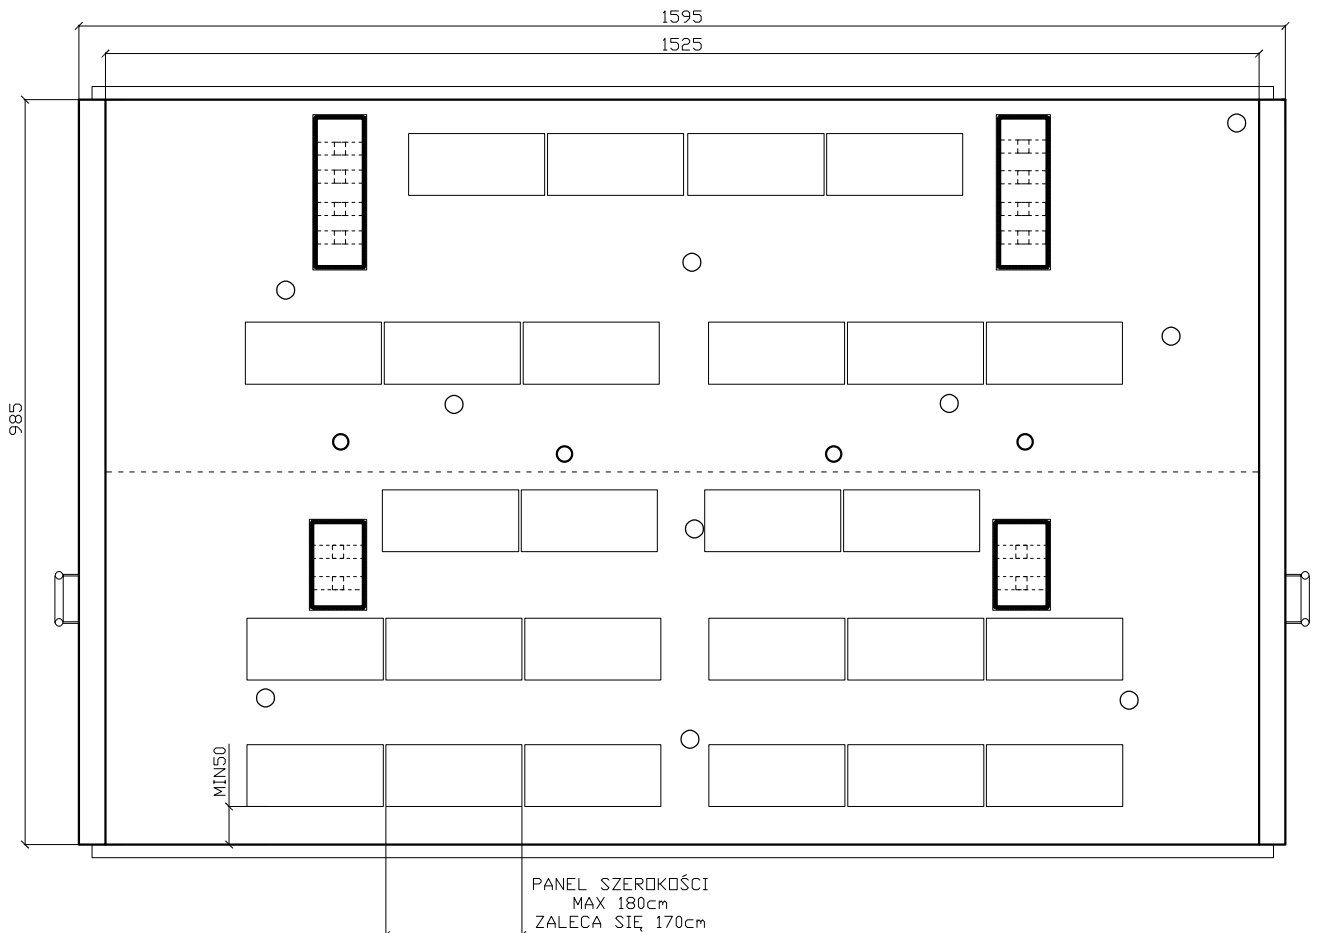 1595
1525
985
MIN50
PANEL SZEROKOŚCI
MAX 180cm
ZALECA SIĘ 170cm